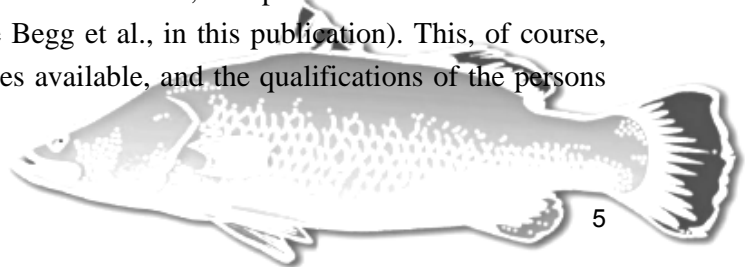 Begg et al., in this publication). This, of course,
es available, and the qualifications of the persons
5